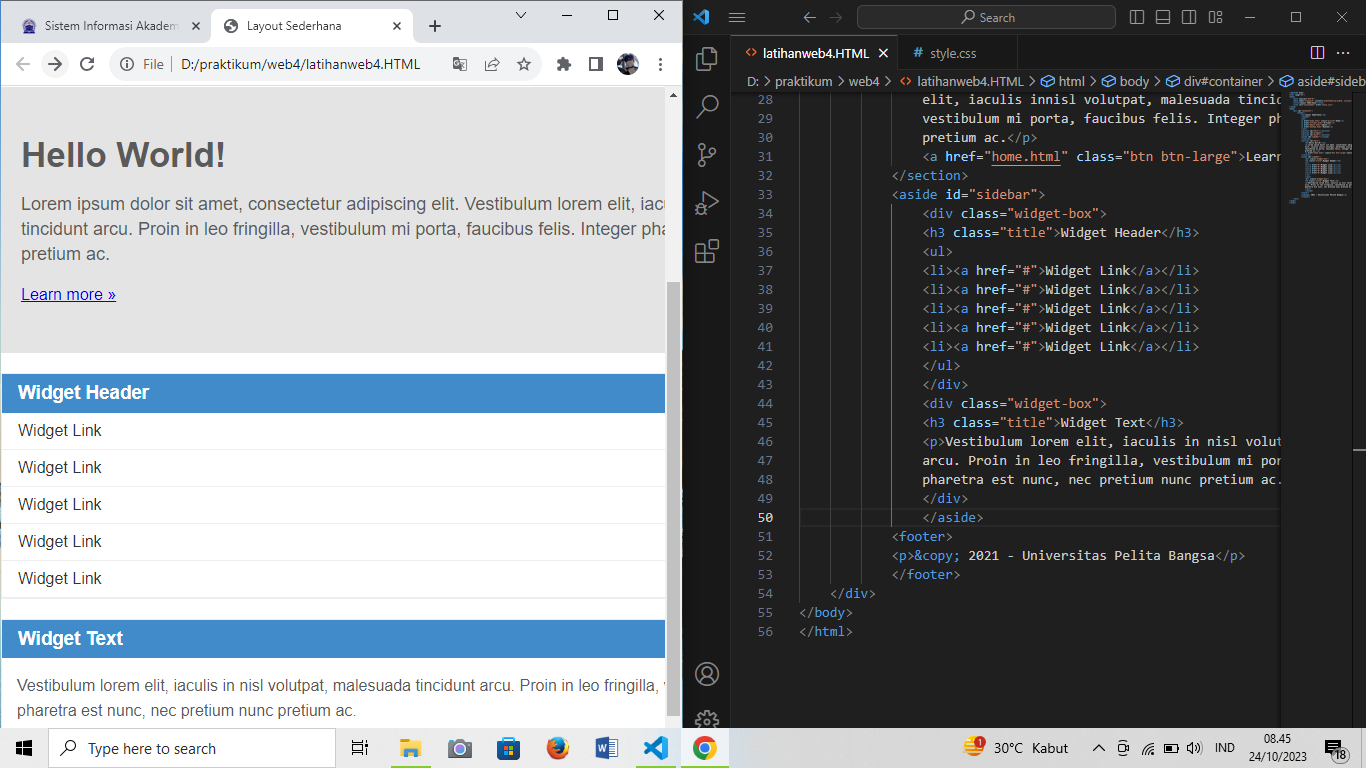 Sistem Informasi Akadem
Layout Sederhana
File
D:/praktikum/web4/latihanweb4.HTML
Hello World!
Lorem ipsum dolor sit amet, consectetur adipiscing elit. Vestibulum lorem elit, iacu
tincidunt arcu. Proin in leo fringilla, vestibulum mi porta, faucibus felis. Integer pha
pretium ac.
Learn more »
Widget Header
Widget Link
Widget Link
Widget Link
Widget Link
Widget Link
Widget Text
Vestibulum lorem elit, iaculis in nisl volutpat, malesuada tincidunt arcu. Proin in leo fringilla,
pharetra est nunc, nec pretium nunc pretium ac.
Search
latihanweb4.HTML
# style.css
D: > praktikum > web4 > latihanweb4.HTML > html > body > div#container > aside#sideb
28 elit, iaculis innisl volutpat, malesuada tincid
29 vestibulum mi porta, faucibus felis. Integer ph
30 pretium ac.</p>
31 <a href="home.html" class="btn btn-large">Learn
32 </section>
33 <aside id="sidebar">
34 <div class="widget-box">
35 <h3 class="title">Widget Header</h3>
36 <ul>
37 <li><a href="#">Widget Link</a></li>
38 <li><a href="#">Widget Link</a></li>
39 <li><a href="#">Widget Link</a></li>
40 <li><a href="#">Widget Link</a></li>
41 <li><a href="#">Widget Link</a></li>
42 </ul>
43 </div>
44 <div class="widget-box">
45 <h3 class="title">Widget Text</h3>
46 <p>Vestibulum lorem elit, iaculis in nisl volut
47 arcu. Proin in leo fringilla, vestibulum mi por
48 pharetra est nunc, nec pretium nunc pretium ac.
49 </div>
50 </aside>
51 <footer>
52 <p>&copy; 2021 - Universitas Pelita Bangsa</p>
53 </footer>
54 </div>
55 </body>
56 </html>
Type here to search
1
30°C Kabut
IND
08.45
24/10/2023
18